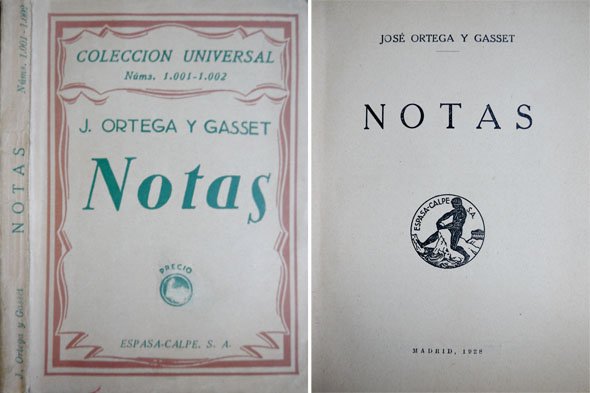 COLECCION UNIVERSAL
Núms. 1.001-1.002
J. ORTEGA Y GASSET
Notas
PRECIO
ESPASA-CALPE, S. A.
J. Ortega y Gasset
NOTAS
Núms. 1.001-1.002
JOSÉ ORTEGA Y GASSET
NOTAS
ESPASA-CALPE S.A.
MADRID, 1928